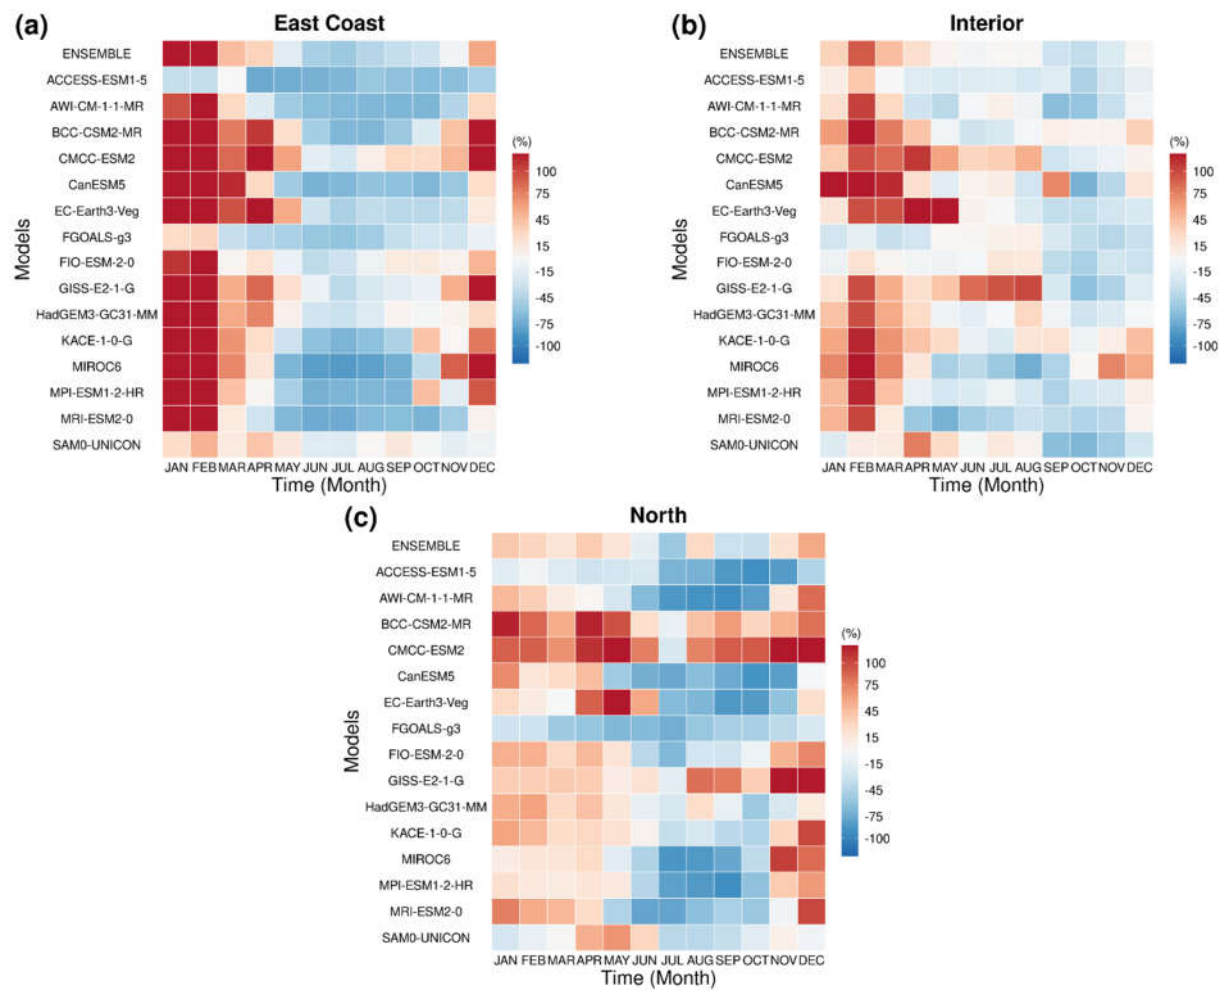 (a) East Coast
Models
ENSEMBLE
ACCESS-ESM1-5
AWI-CM-1-1-MR
BCC-CSM2-MR
CMCC-ESM2
CanESM5
EC-Earth3-Veg
FGOALS-g3
FIO-ESM-2-0
GISS-E2-1-G
HadGEM3-GC31-MM
KACE-1-0-G
MIROC6
MPI-ESM1-2-HR
MRI-ESM2-0
SAM0-UNICON
JAN FEB MAR APR MAY JUN JUL AUG SEP OCT NOV DEC
Time (Month)
(%)
100
75
45
15
-15
-45
-75
-100
(b) Interior
Models
ENSEMBLE
ACCESS-ESM1-5
AWI-CM-1-1-MR
BCC-CSM2-MR
CMCC-ESM2
CanESM5
EC-Earth3-Veg
FGOALS-g3
FIO-ESM-2-0
GISS-E2-1-G
HadGEM3-GC31-MM
KACE-1-0-G
MIROC6
MPI-ESM1-2-HR
MRI-ESM2-0
SAM0-UNICON
JAN FEB MAR APR MAY JUN JUL AUG SEP OCT NOV DEC
Time (Month)
(%)
100
75
45
15
-15
-45
-75
-100
(c) North
Models
ENSEMBLE
ACCESS-ESM1-5
AWI-CM-1-1-MR
BCC-CSM2-MR
CMCC-ESM2
CanESM5
EC-Earth3-Veg
FGOALS-g3
FIO-ESM-2-0
GISS-E2-1-G
HadGEM3-GC31-MM
KACE-1-0-G
MIROC6
MPI-ESM1-2-HR
MRI-ESM2-0
SAM0-UNICON
JAN FEB MAR APR MAY JUN JUL AUG SEP OCT NOV DEC
Time (Month)
(%)
100
75
45
15
-15
-45
-75
-100